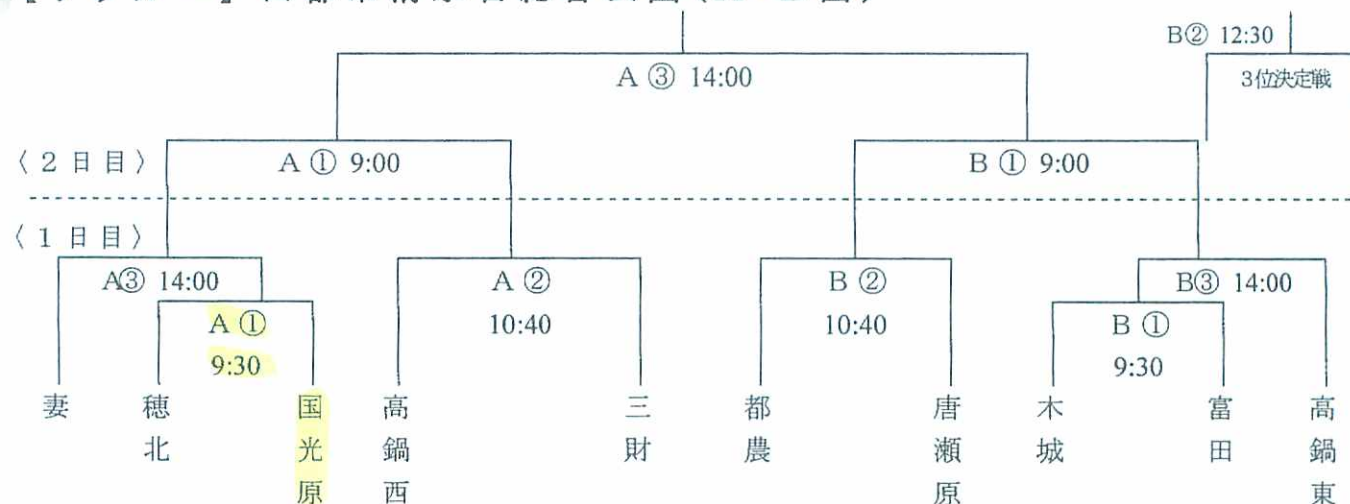 B② 12:30
A ③ 14:00
3位決定戦
〈2日目〉
A ① 9:00
B ① 9:00
〈1日目〉
A③ 14:00
A ②
B ②
B③ 14:00
A ①
10:40
10:40
B ①
9:30
9:30
妻
穂北
国光原
高鍋西
三財
都農
唐瀬原
木城
富田
高鍋東